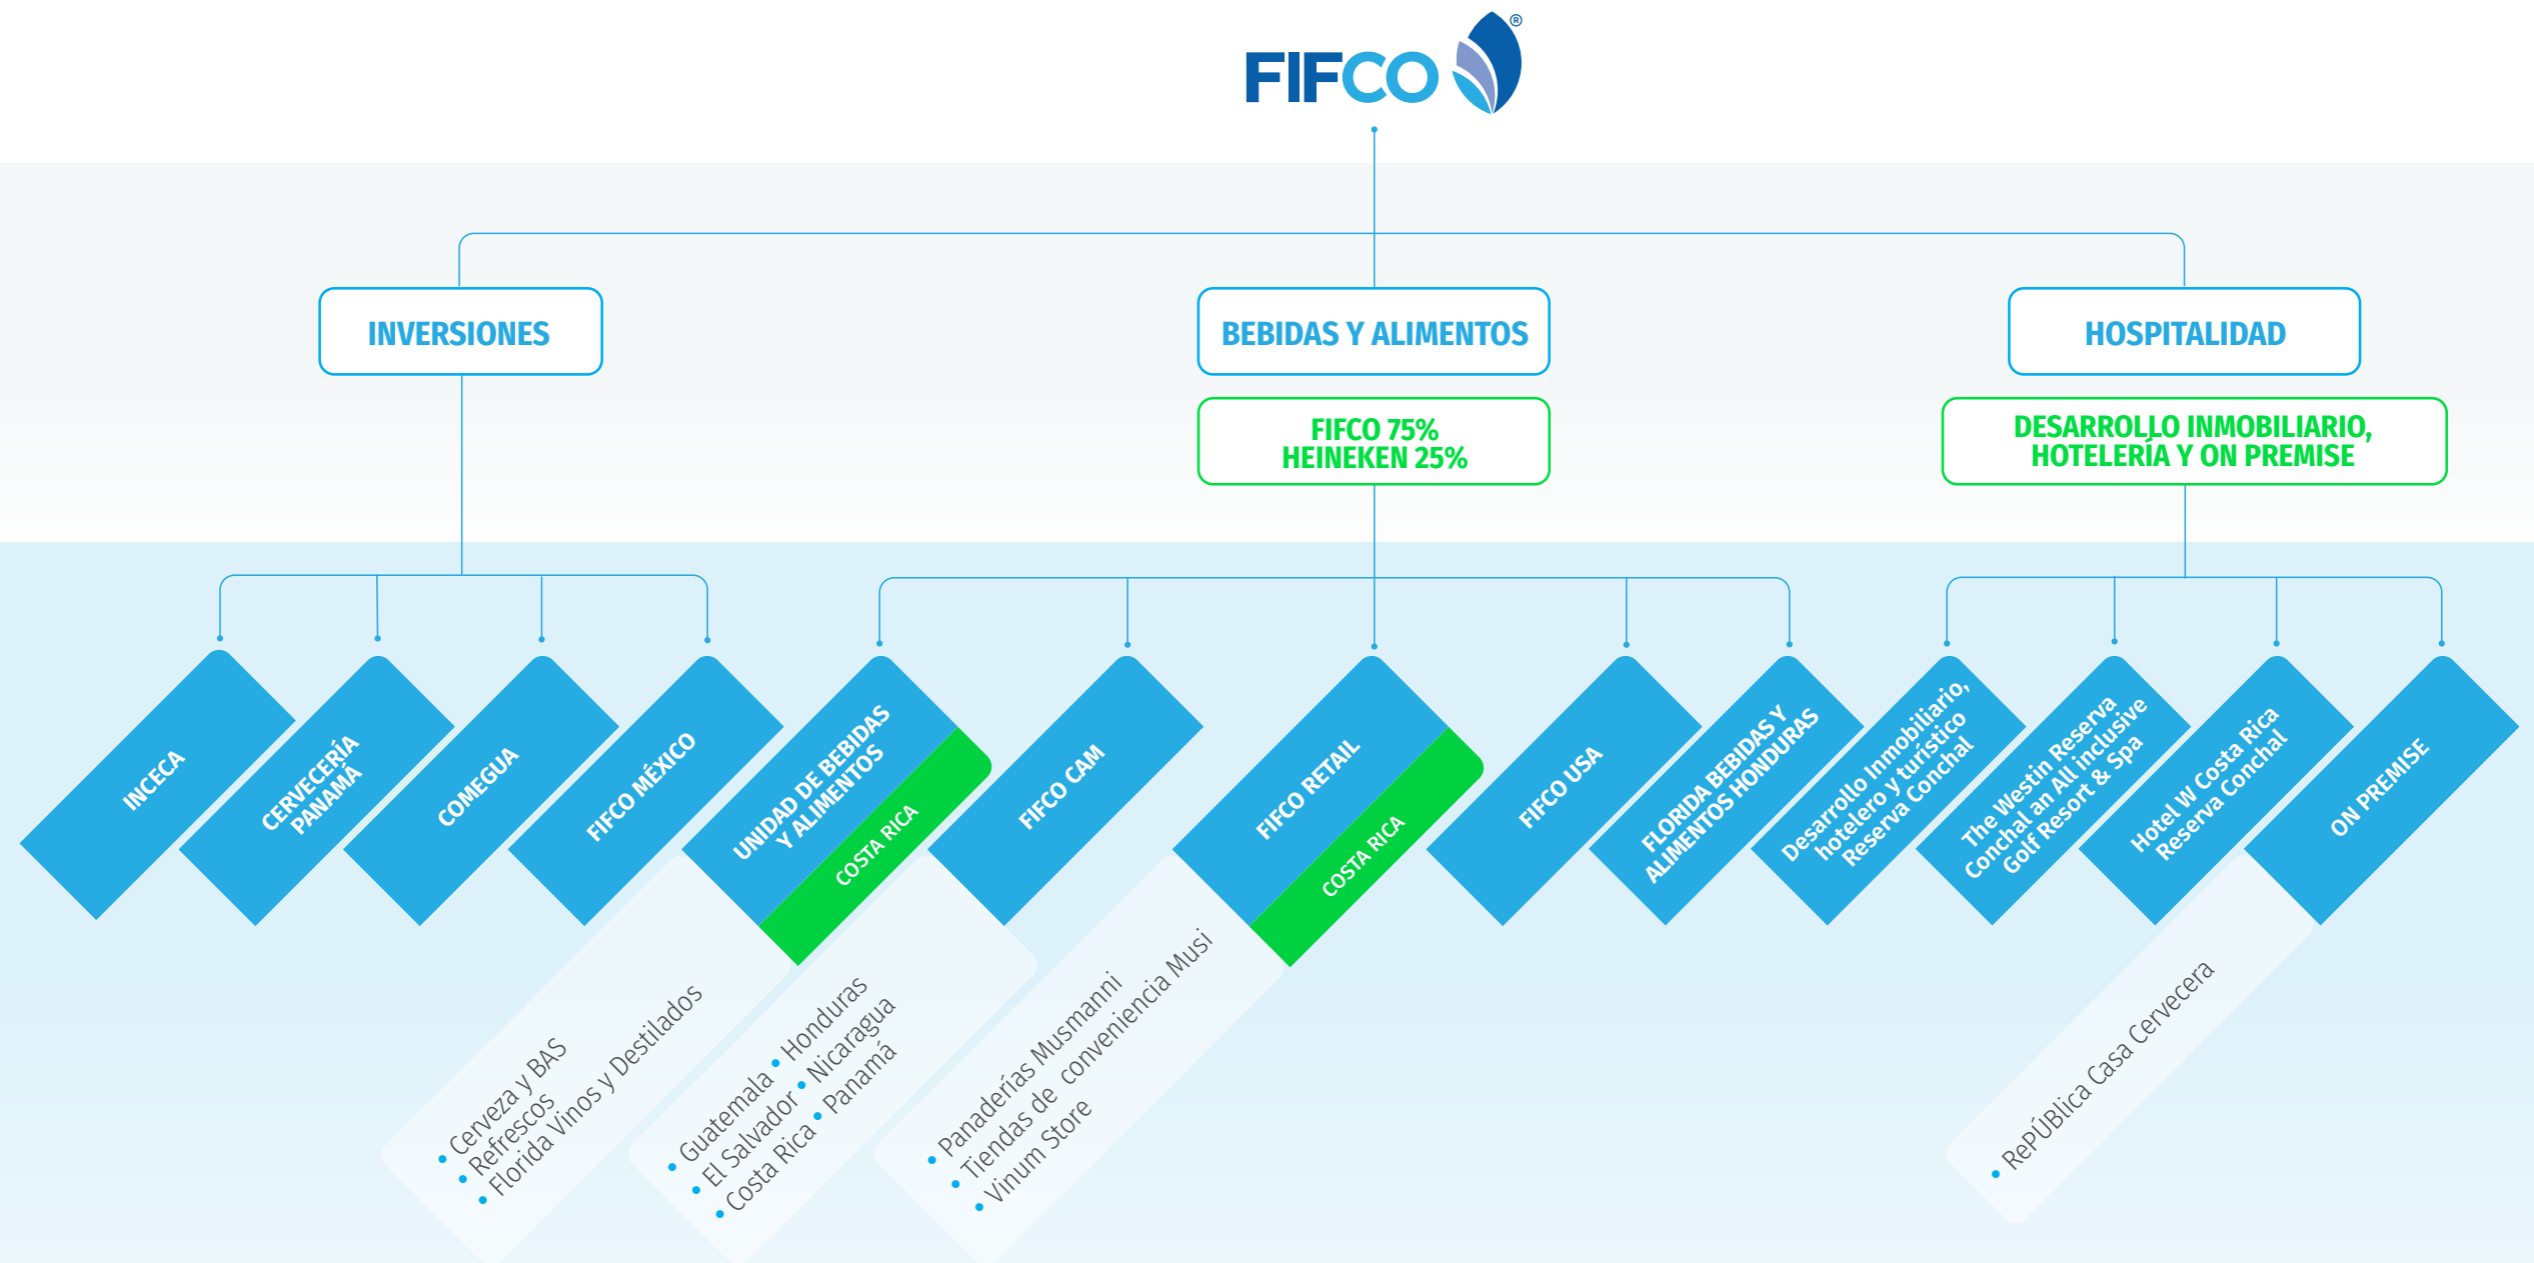 FIFCO ®
INVERSIONES
BEBIDAS Y ALIMENTOS
HOSPITALIDAD
FIFCO 75%
HEINEKEN 25%
DESARROLLO INMOBILIARIO,
HOTELERÍA Y ON PREMISE
INCECA
CERVECERÍA
PANAMÁ
COMEGUA
FIFCO MÉXICO
UNIDAD DE BEBIDAS
Y ALIMENTOS
COSTA RICA
• Cerveza y BAS
• Refrescos
• Florida Vinos y Destilados
FIFCO CAM
• Guatemala • Honduras
• El Salvador • Nicaragua
• Costa Rica • Panamá
FIFCO RETAIL
COSTA RICA
• Panaderías Musmanni
• Tiendas de conveniencia Musi
• Vinum Store
FIFCO USA
FLORIDA BEBIDAS Y
ALIMENTOS HONDURAS
Desarrollo Inmobiliario,
hotelero y turístico
Reserva Conchal
The Westin Reserva
Conchal an All inclusive
Golf Resort & Spa
Hotel W Costa Rica
Reserva Conchal
ON PREMISE
• RePÚBlica Casa Cervecera